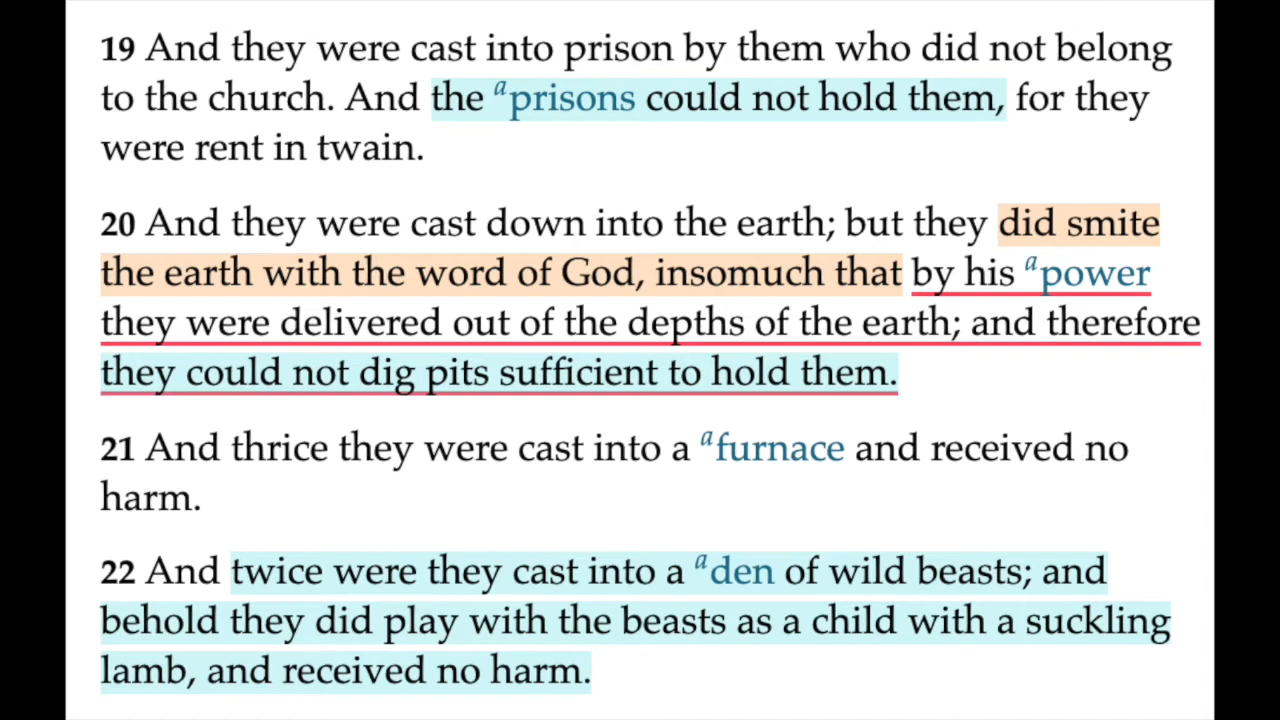 19 And they were cast into prison by them who did not belong
to the church. And the ᵃprisons could not hold them, for they
were rent in twain.
20 And they were cast down into the earth; but they did smite
the earth with the word of God, insomuch that by his ᵃpower
they were delivered out of the depths of the earth; and therefore
they could not dig pits sufficient to hold them.
21 And thrice they were cast into a ᵃfurnace and received no
harm.
22 And twice were they cast into a ᵃden of wild beasts; and
behold they did play with the beasts as a child with a suckling
lamb, and received no harm.